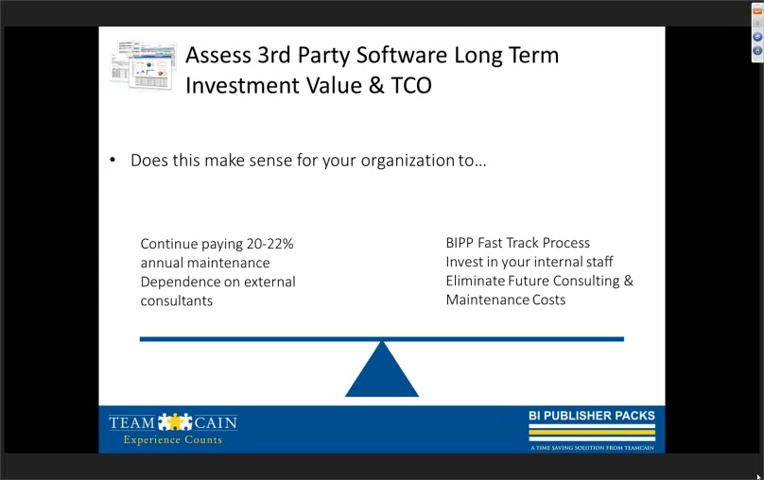 Assess 3rd Party Software Long Term
Investment Value & TCO
• Does this make sense for your organization to...
Continue paying 20-22%
annual maintenance
Dependence on external
consultants
BIPP Fast Track Process
Invest in your internal staff
Eliminate Future Consulting &
Maintenance Costs
TEAM CAIN
Experience Counts
BI PUBLISHER PACKS
A TIME SAVING SOLUTION FROM TEAMCAIN